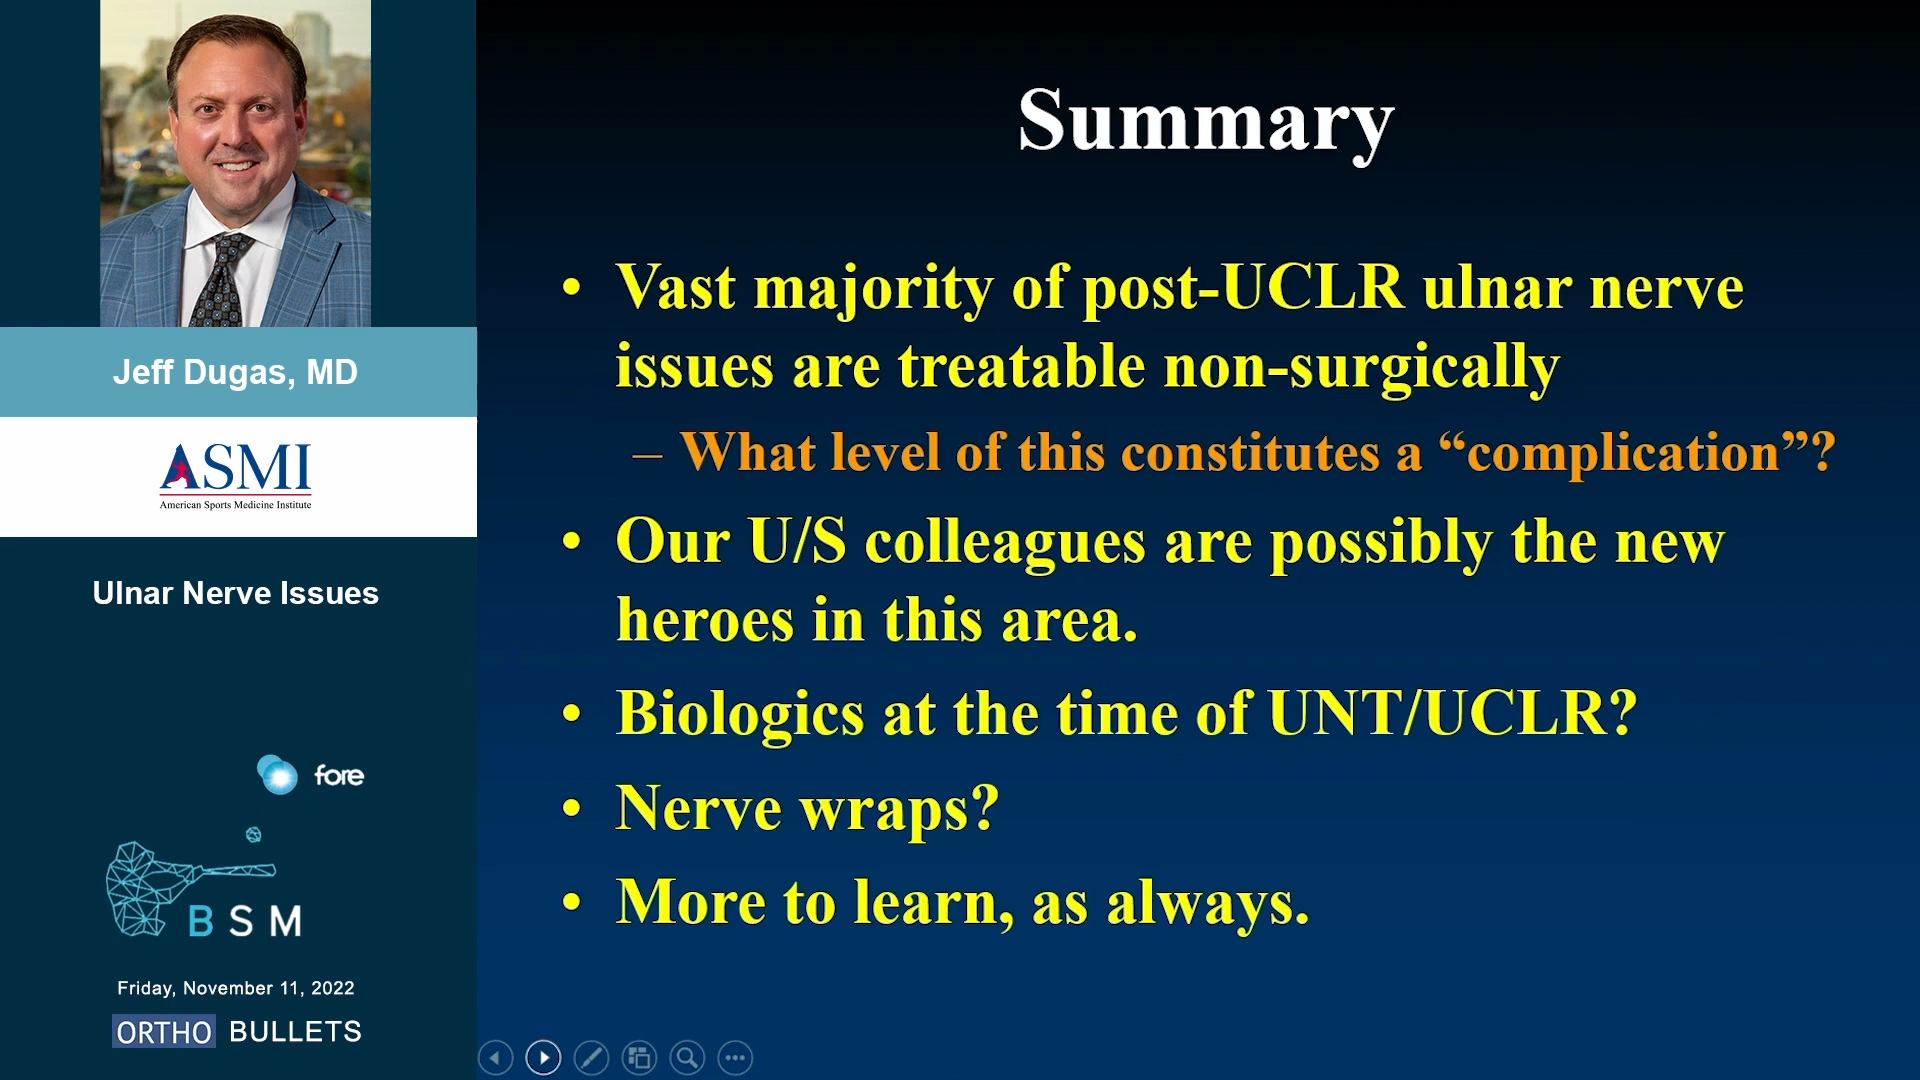 Jeff Dugas, MD
ASMI
American Sports Medicine Institute
Ulnar Nerve Issues
fore
BSM
Friday, November 11, 2022
ORTHO BULLETS
Summary
• Vast majority of post-UCLR ulnar nerve
issues are treatable non-surgically
– What level of this constitutes a “complication”?
• Our U/S colleagues are possibly the new
heroes in this area.
• Biologics at the time of UNT/UCLR?
• Nerve wraps?
• More to learn, as always.